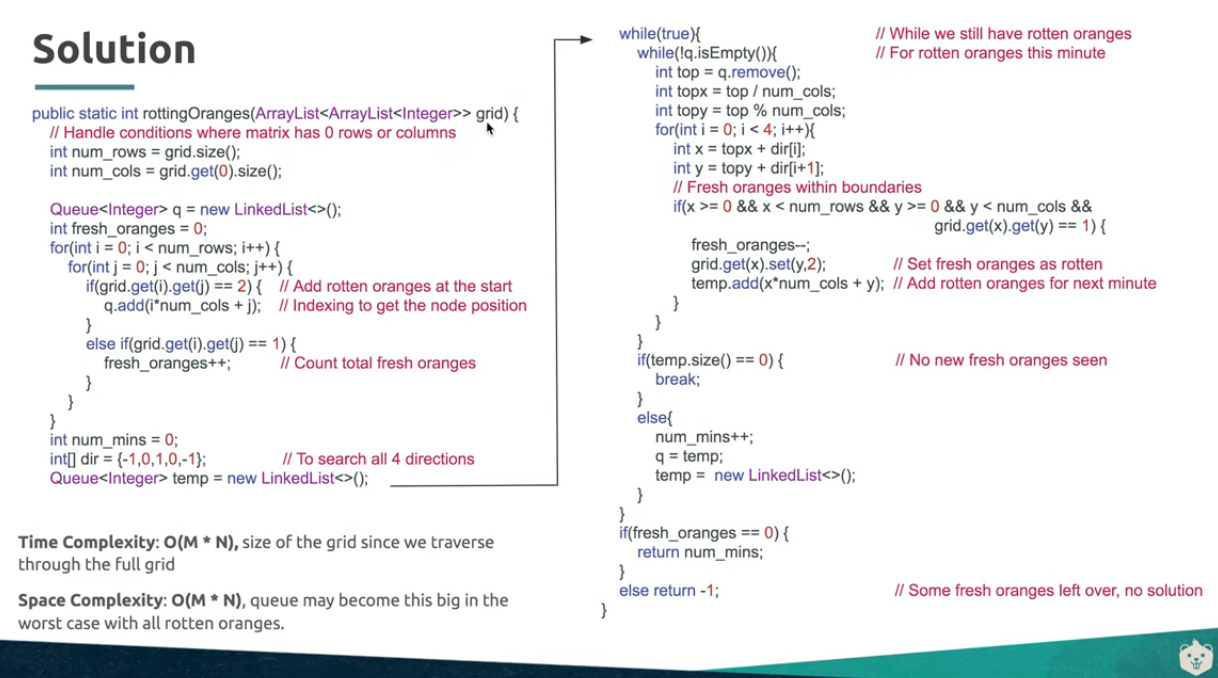 Solution
public static int rottingOranges(ArrayList<ArrayList<Integer>> grid) {
// Handle conditions where matrix has 0 rows or columns
int num_rows = grid.size();
int num_cols = grid.get(0).size();
Queue<Integer> q = new LinkedList<>();
int fresh_oranges = 0;
for(int i = 0; i < num_rows; i++) {
for(int j = 0; j < num_cols; j++) {
if(grid.get(i).get(j) == 2) { // Add rotten oranges at the start
q.add(i*num_cols + j); // Indexing to get the node position
}
else if(grid.get(i).get(j) == 1) {
fresh_oranges++; // Count total fresh oranges
}
}
}
int num_mins = 0;
int[] dir = {-1,0,1,0,-1}; // To search all 4 directions
Queue<Integer> temp = new LinkedList<>();
Time Complexity: O(M * N), size of the grid since we traverse
through the full grid
Space Complexity: O(M * N), queue may become this big in the
worst case with all rotten oranges.
while(true){ // While we still have rotten oranges
while(!q.isEmpty()){ // For rotten oranges this minute
int top = q.remove();
int topx = top / num_cols;
int topy = top % num_cols;
for(int i = 0; i < 4; i++){
int x = topx + dir[i];
int y = topy + dir[i+1];
// Fresh oranges within boundaries
if(x >= 0 && x < num_rows && y >= 0 && y < num_cols &&
grid.get(x).get(y) == 1) {
fresh_oranges--;
grid.get(x).set(y,2); // Set fresh oranges as rotten
temp.add(x*num_cols + y); // Add rotten oranges for next minute
}
}
}
if(temp.size() == 0) { // No new fresh oranges seen
break;
}
else{
num_mins++;
q = temp;
temp = new LinkedList<>();
}
}
if(fresh_oranges == 0) {
return num_mins;
}
else return -1; // Some fresh oranges left over, no solution
}